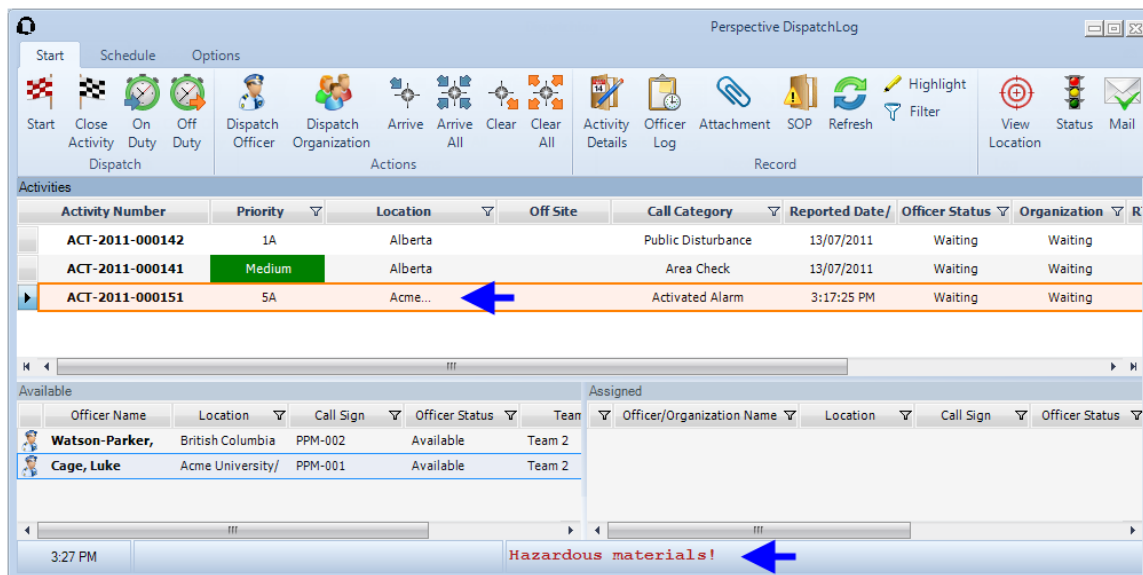 Perspective DispatchLog
Start Schedule Options
Start Close Activity On Duty Off Duty Dispatch Officer Dispatch Organization Arrive Arrive All Clear Clear All Activity Details Officer Log Attachment SOP Refresh Highlight Filter View Location Status Mail
Dispatch Actions Record
Activities
Activity Number Priority Location Off Site Call Category Reported Date/ Officer Status Organization R
ACT-2011-000142 1A Alberta Public Disturbance 13/07/2011 Waiting Waiting
ACT-2011-000141 Medium Alberta Area Check 13/07/2011 Waiting Waiting
ACT-2011-000151 5A Acme... Activated Alarm 3:17:25 PM Waiting Waiting
Available Assigned
Officer Name Location Call Sign Officer Status Team Officer/Organization Name Location Call Sign Officer Status
Watson-Parker, British Columbia PPM-002 Available Team 2
Cage, Luke Acme University/ PPM-001 Available Team 2
3:27 PM Hazardous materials!